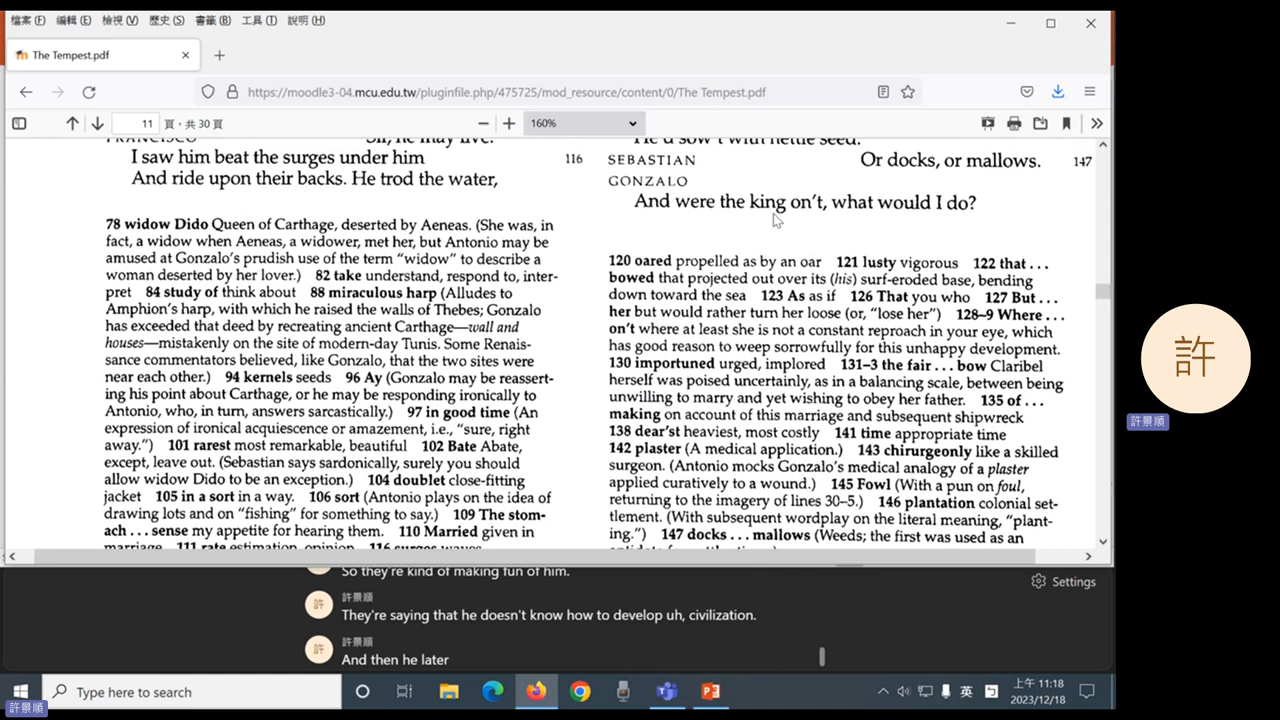 檔案(F) 編輯(E) 檢視(V) 歷史(S) 書籤(B) 工具(T) 說明(H)
The Tempest.pdf
https://moodle3-04.mcu.edu.tw/pluginfile.php/475725/mod_resource/content/0/The Tempest.pdf
11 頁，共 30 頁
160%
FRANCISCO Sir, he may live.
I saw him beat the surges under him 116
And ride upon their backs. He trod the water,
78 widow Dido Queen of Carthage, deserted by Aeneas. (She was, in
fact, a widow when Aeneas, a widower, met her, but Antonio may be
amused at Gonzalo's prudish use of the term "widow" to describe a
woman deserted by her lover.) 82 take understand, respond to, inter-
pret 84 study of think about 88 miraculous harp (Alludes to
Amphion's harp, with which he raised the walls of Thebes; Gonzalo
has exceeded that deed by recreating ancient Carthage—wall and
houses—mistakenly on the site of modern-day Tunis. Some Renais-
sance commentators believed, like Gonzalo, that the two sites were
near each other.) 94 kernels seeds 96 Ay (Gonzalo may be reassert-
ing his point about Carthage, or he may be responding ironically to
Antonio, who, in turn, answers sarcastically.) 97 in good time (An
expression of ironical acquiescence or amazement, i.e., "sure, right
away.") 101 rarest most remarkable, beautiful 102 Bate Abate,
except, leave out. (Sebastian says sardonically, surely you should
allow widow Dido to be an exception.) 104 doublet close-fitting
jacket 105 in a sort in a way. 106 sort (Antonio plays on the idea of
drawing lots and on "fishing" for something to say.) 109 The stom-
ach . . . sense my appetite for hearing them. 110 Married given in
marriage 111 rate estimation, opinion 116 surges waves
He'd sow't with nettle seed.
SEBASTIAN Or docks, or mallows. 147
GONZALO
And were the king on't, what would I do?
120 oared propelled as by an oar 121 lusty vigorous 122 that . . .
bowed that projected out over its (his) surf-eroded base, bending
down toward the sea 123 As as if 126 That you who 127 But . . .
her but would rather turn her loose (or, "lose her") 128–9 Where . . .
on't where at least she is not a constant reproach in your eye, which
has good reason to weep sorrowfully for this unhappy development.
130 importuned urged, implored 131–3 the fair . . . bow Claribel
herself was poised uncertainly, as in a balancing scale, between being
unwilling to marry and yet wishing to obey her father. 135 of . . .
making on account of this marriage and subsequent shipwreck
138 dear'st heaviest, most costly 141 time appropriate time
142 plaster (A medical application.) 143 chirurgeonly like a skilled
surgeon. (Antonio mocks Gonzalo's medical analogy of a plaster
applied curatively to a wound.) 145 Fowl (With a pun on foul,
returning to the imagery of lines 30–5.) 146 plantation colonial set-
tlement. (With subsequent wordplay on the literal meaning, "plant-
ing.") 147 docks . . . mallows (Weeds; the first was used as an
So they're kind of making fun of him.
Settings
許 許景順
They're saying that he doesn't know how to develop uh, civilization.
許 許景順
And then he later
許
許景順
Type here to search
英
上午 11:18
2023/12/18
許景順